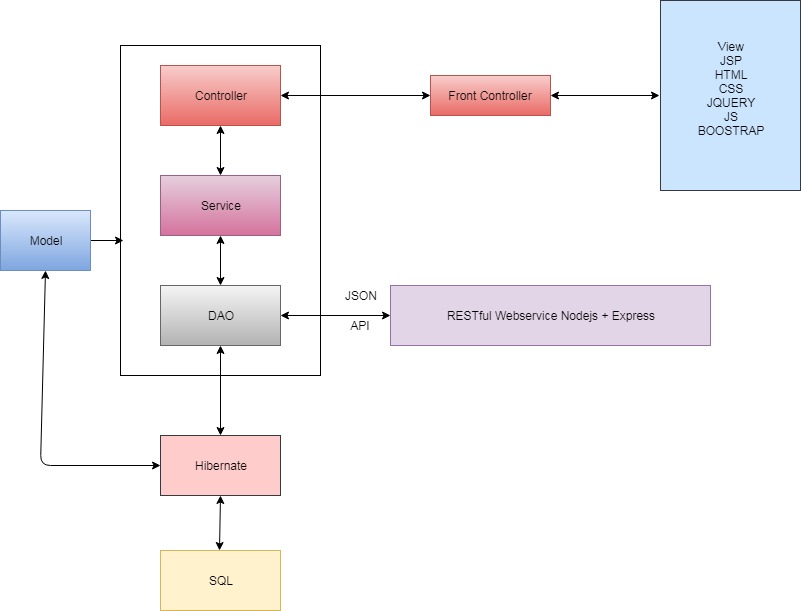 View
JSP
HTML
CSS
JQUERY
JS
BOOSTRAP
Controller
Front Controller
Service
Model
DAO
JSON
API
RESTful Webservice Nodejs + Express
Hibernate
SQL